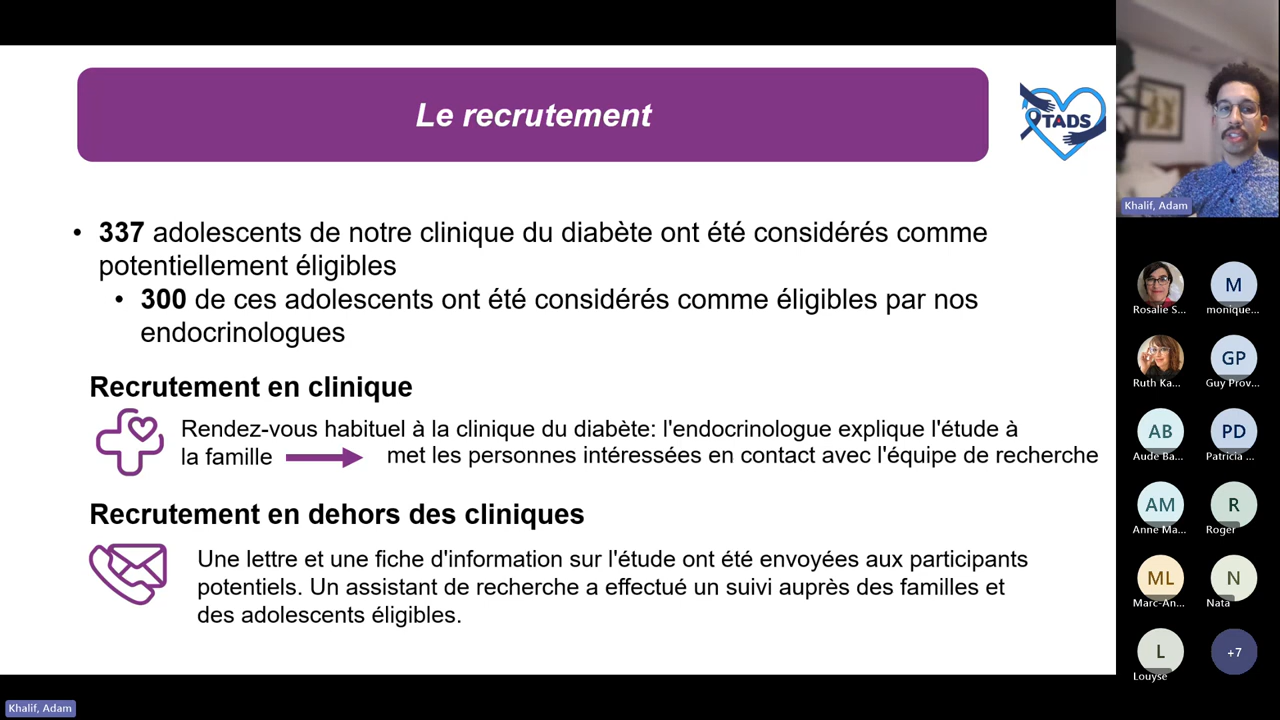 Le recrutement
TADS
• 337 adolescents de notre clinique du diabète ont été considérés comme
potentiellement éligibles
• 300 de ces adolescents ont été considérés comme éligibles par nos
endocrinologues
Recrutement en clinique
Rendez-vous habituel à la clinique du diabète: l'endocrinologue explique l'étude à
la famille met les personnes intéressées en contact avec l'équipe de recherche
Recrutement en dehors des cliniques
Une lettre et une fiche d'information sur l'étude ont été envoyées aux participants
potentiels. Un assistant de recherche a effectué un suivi auprès des familles et
des adolescents éligibles.
Khalif, Adam
Rosalie S...
M
monique...
Ruth Ka...
GP
Guy Prov...
AB
Aude Ba...
PD
Patricia ...
AM
Anne Ma...
R
Roger
ML
Marc-An...
N
Nata
L
Louyse
+7
Khalif, Adam